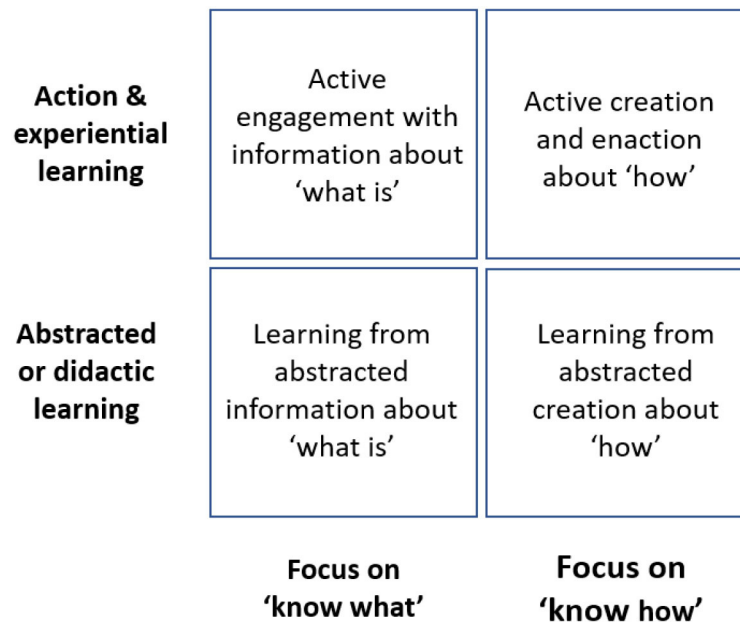 Action &
experiential
learning
Active
engagement with
information about
‘what is’
Active creation
and enaction
about ‘how’
Abstracted
or didactic
learning
Learning from
abstracted
information about
‘what is’
Learning from
abstracted
creation about
‘how’
Focus on
‘know what’
Focus on
‘know how’